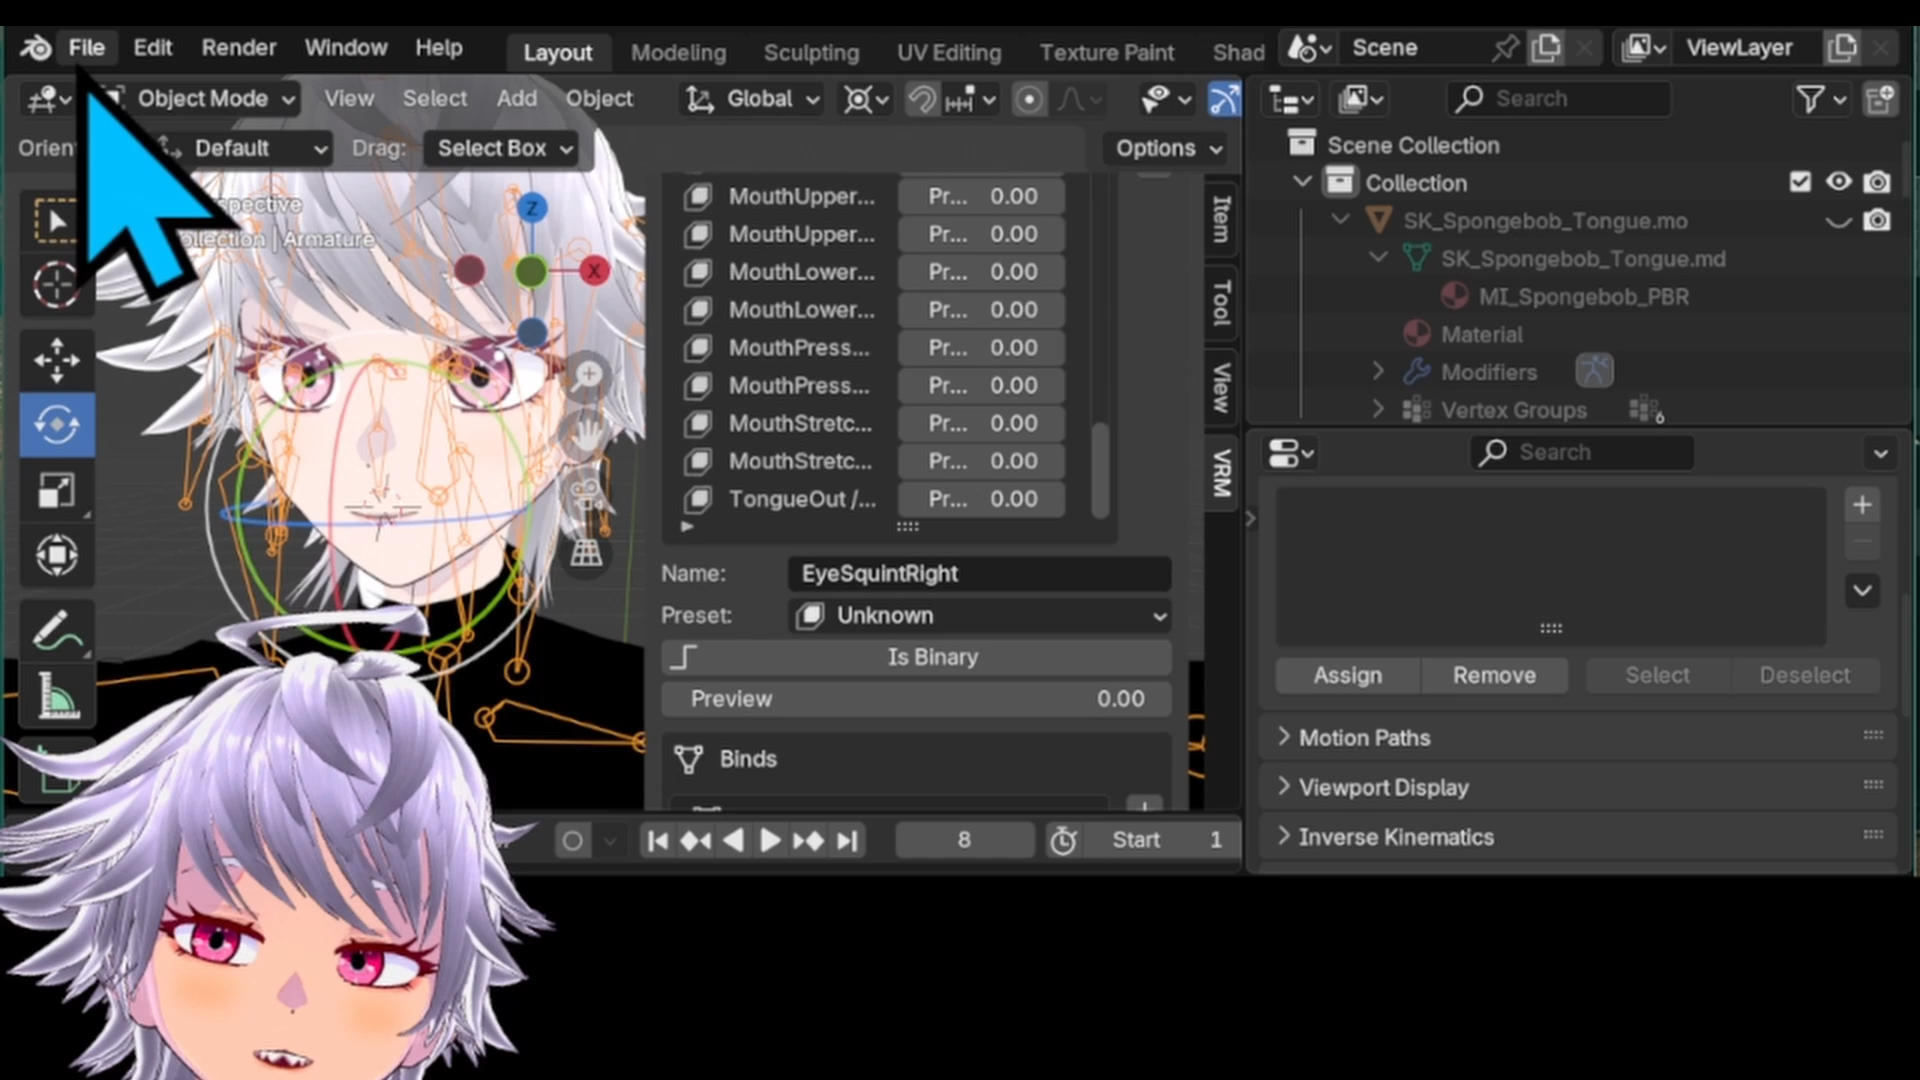 File Edit Render Window Help Layout Modeling Sculpting UV Editing Texture Paint Shad Scene ViewLayer
Object Mode View Select Add Object Global Search
Orien Default Drag: Select Box Options
Scene Collection
Collection
SK_Spongebob_Tongue.mo
SK_Spongebob_Tongue.md
MI_Spongebob_PBR
Material
Modifiers
Vertex Groups 6
spective
ollection | Armature
Z
X
MouthUpper... Pr... 0.00
MouthUpper... Pr... 0.00
MouthLower... Pr... 0.00
MouthLower... Pr... 0.00
MouthPress... Pr... 0.00
MouthPress... Pr... 0.00
MouthStretc... Pr... 0.00
MouthStretc... Pr... 0.00
TongueOut /... Pr... 0.00
Name: EyeSquintRight
Preset: Unknown
Is Binary
Preview 0.00
Binds
Item
Tool
View
VRM
8 Start 1
Search
Assign Remove Select Deselect
Motion Paths
Viewport Display
Inverse Kinematics